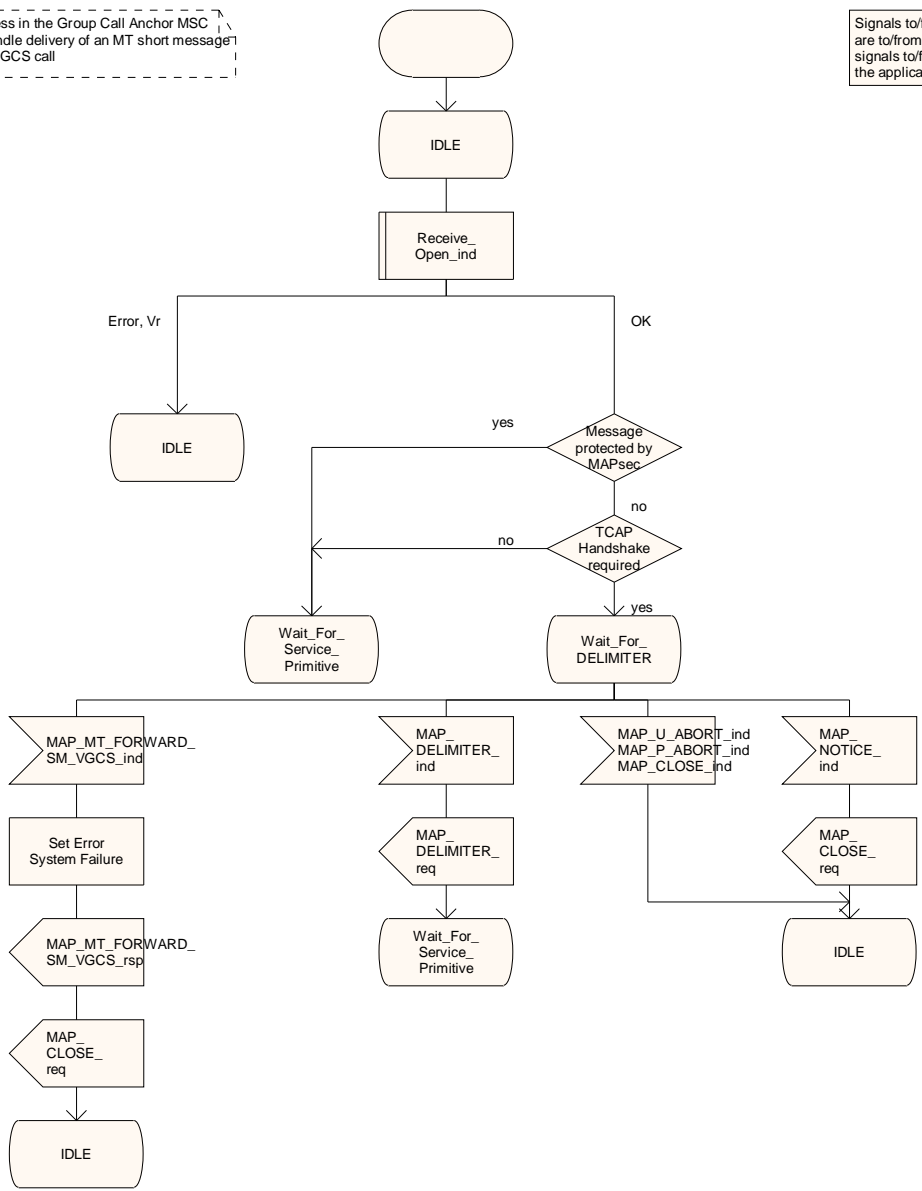 ess in the Group Call Anchor MSC
ndle delivery of an MT short message
GCS call
Signals to/
are to/from
signals to/f
the applica
IDLE
Receive_
Open_ind
Error, Vr
OK
IDLE
yes
Message
protected by
MAPsec
no
no
TCAP
Handshake
required
yes
Wait_For_
Service_
Primitive
Wait_For_
DELIMITER
MAP_MT_FORWARD_
SM_VGCS_ind
MAP_
DELIMITER_
ind
MAP_U_ABORT_ind
MAP_P_ABORT_ind
MAP_CLOSE_ind
MAP_
NOTICE_
ind
Set Error
System Failure
MAP_
DELIMITER_
req
MAP_
CLOSE_
req
MAP_MT_FORWARD_
SM_VGCS_rsp
Wait_For_
Service_
Primitive
IDLE
MAP_
CLOSE_
req
IDLE